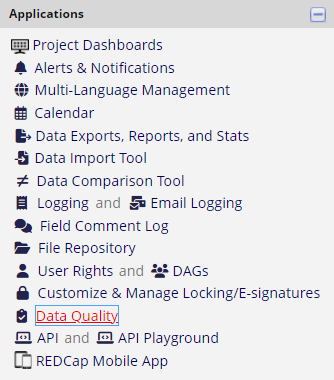 Applications
Project Dashboards
Alerts & Notifications
Multi-Language Management
Calendar
Data Exports, Reports, and Stats
Data Import Tool
Data Comparison Tool
Logging and Email Logging
Field Comment Log
File Repository
User Rights and DAGs
Customize & Manage Locking/E-signatures
Data Quality
API and API Playground
REDCap Mobile App